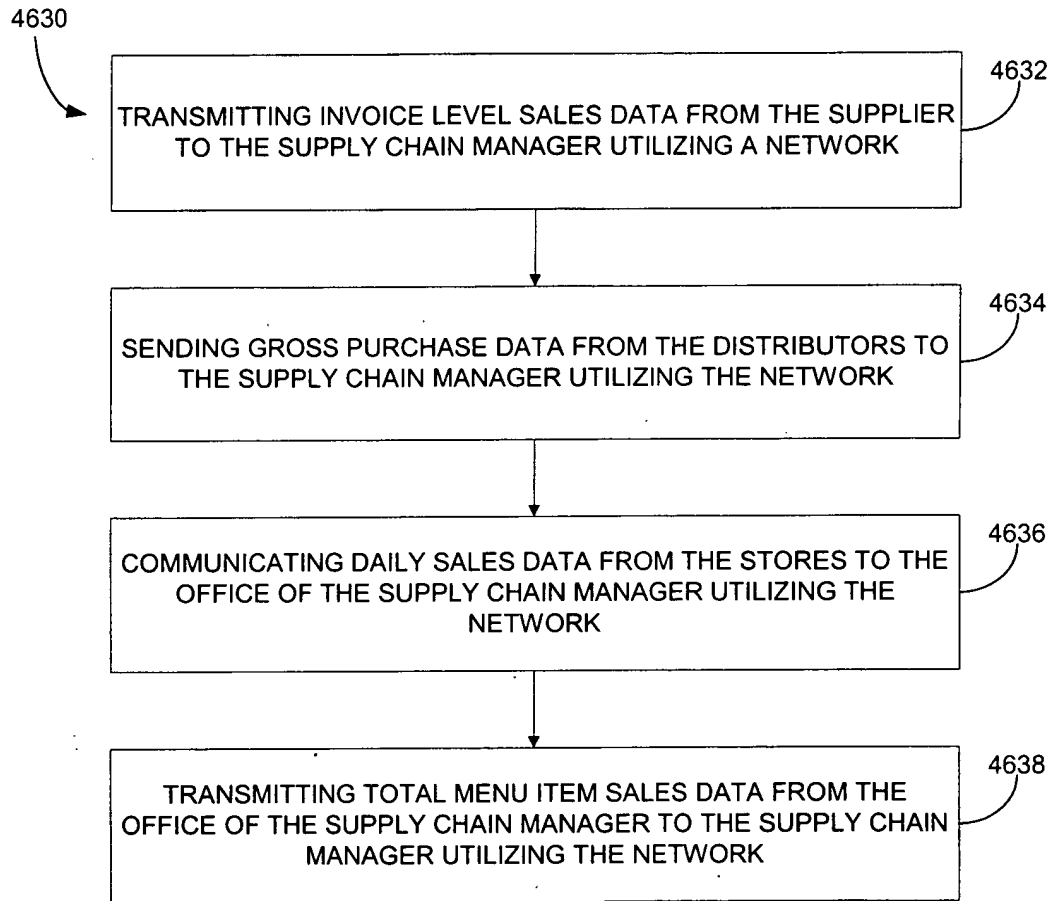 4630
4632
TRANSMITTING INVOICE LEVEL SALES DATA FROM THE SUPPLIER
TO THE SUPPLY CHAIN MANAGER UTILIZING A NETWORK
4634
SENDING GROSS PURCHASE DATA FROM THE DISTRIBUTORS TO
THE SUPPLY CHAIN MANAGER UTILIZING THE NETWORK
4636
COMMUNICATING DAILY SALES DATA FROM THE STORES TO THE
OFFICE OF THE SUPPLY CHAIN MANAGER UTILIZING THE
NETWORK
4638
TRANSMITTING TOTAL MENU ITEM SALES DATA FROM THE
OFFICE OF THE SUPPLY CHAIN MANAGER TO THE SUPPLY CHAIN
MANAGER UTILIZING THE NETWORK